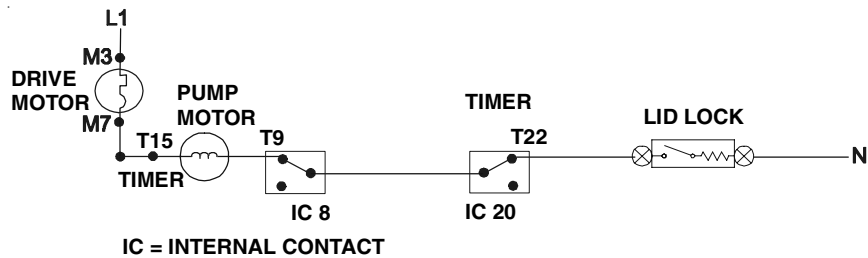 L1
M3
DRIVE
MOTOR
M7
PUMP
MOTOR
T15
TIMER
T9
IC 8
TIMER
T22
IC 20
LID LOCK
N
IC = INTERNAL CONTACT